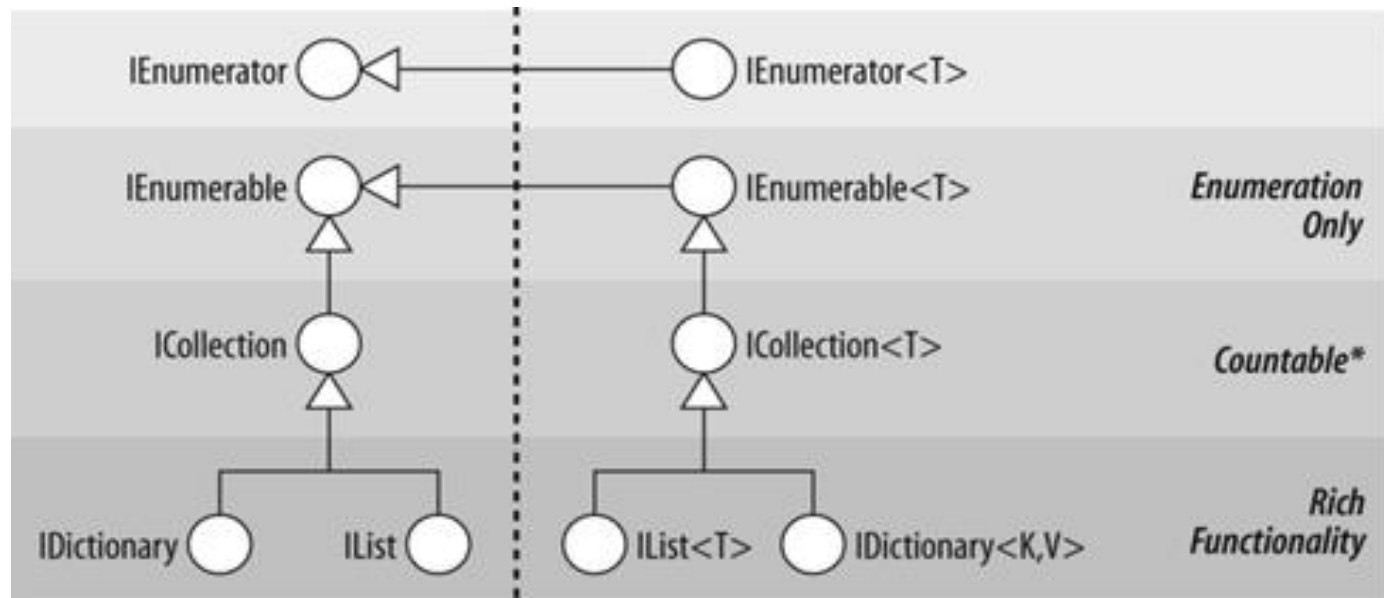 IEnumerator
IEnumerator<T>
IEnumerable
IEnumerable<T>
Enumeration
Only
ICollection
ICollection<T>
Countable*
IDictionary
IList
IList<T>
IDictionary<K,V>
Rich
Functionality